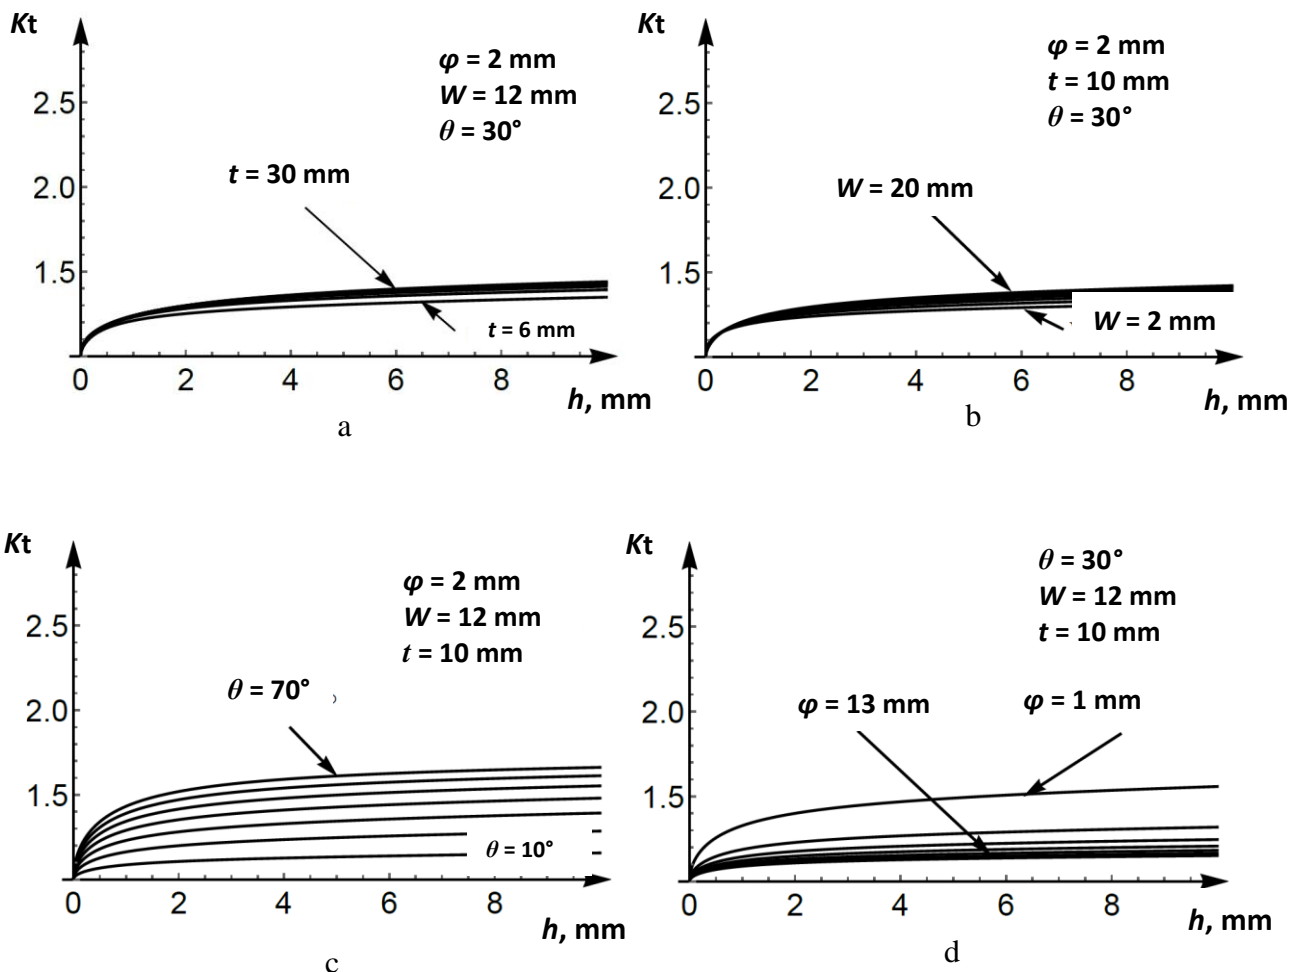 Kt
φ = 2 mm
W = 12 mm
θ = 30°
2.5
t = 30 mm
2.0
1.5
t = 6 mm
0 2 4 6 8
h, mm
a
Kt
φ = 2 mm
t = 10 mm
θ = 30°
2.5
W = 20 mm
2.0
1.5
W = 2 mm
0 2 4 6 8
h, mm
b
Kt
φ = 2 mm
W = 12 mm
t = 10 mm
2.5
θ = 70°
2.0
1.5
θ = 10°
0 2 4 6 8
h, mm
c
Kt
θ = 30°
W = 12 mm
t = 10 mm
2.5
φ = 13 mm
φ = 1 mm
2.0
1.5
0 2 4 6 8
h, mm
d